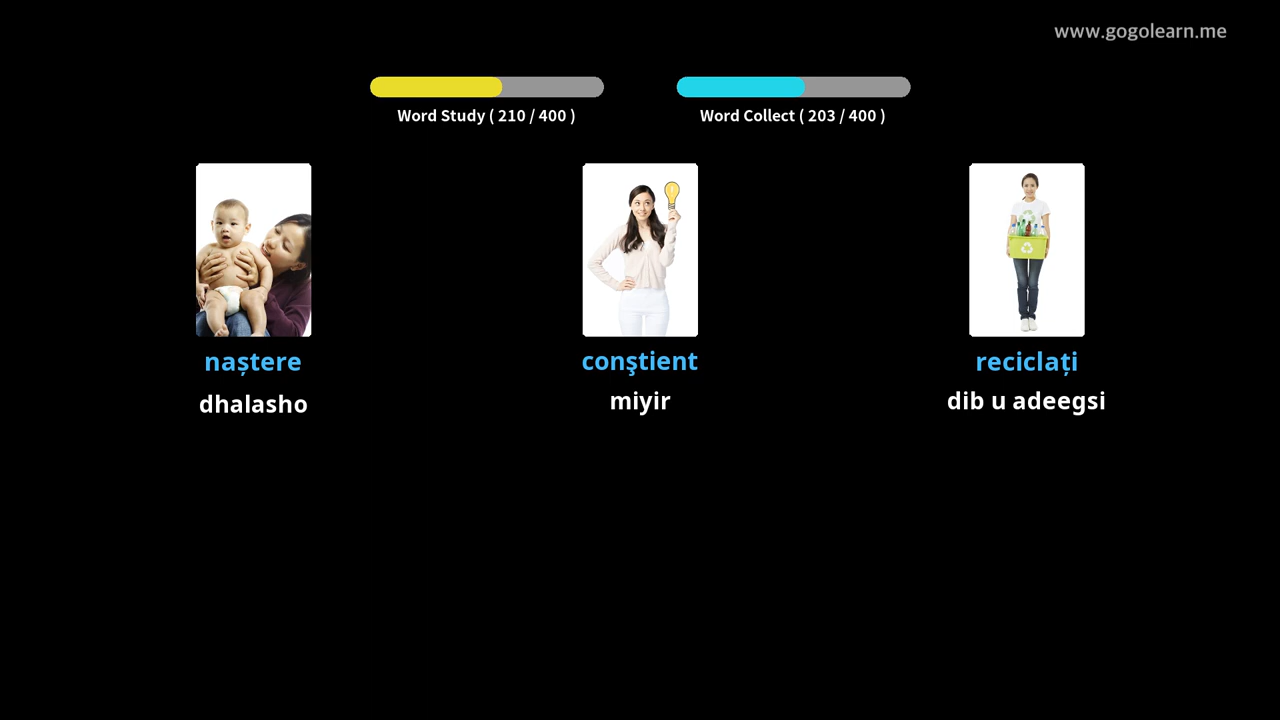 www.gogolearn.me
Word Study ( 210 / 400 )
Word Collect ( 203 / 400 )
naștere
conştient
reciclați
dhalasho
miyir
dib u adeegsi